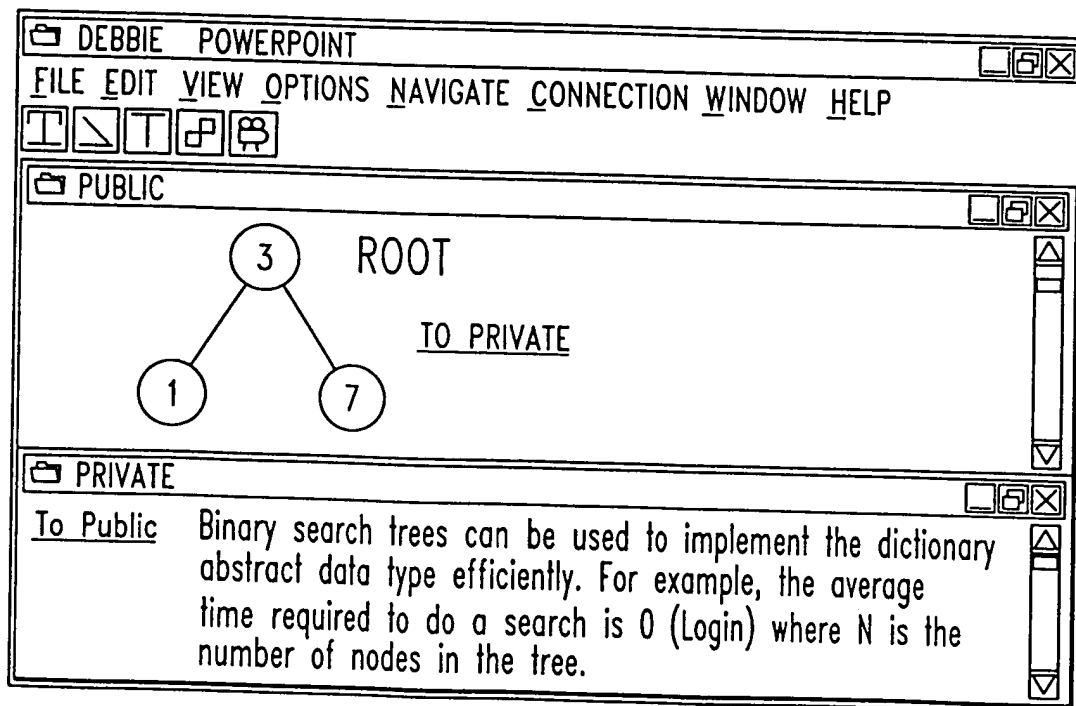 DEBBIE POWERPOINT
FILE EDIT VIEW OPTIONS NAVIGATE CONNECTION WINDOW HELP
PUBLIC
3 ROOT
TO PRIVATE
1 7
PRIVATE
To Public Binary search trees can be used to implement the dictionary
abstract data type efficiently. For example, the average
time required to do a search is 0 (Login) where N is the
number of nodes in the tree.